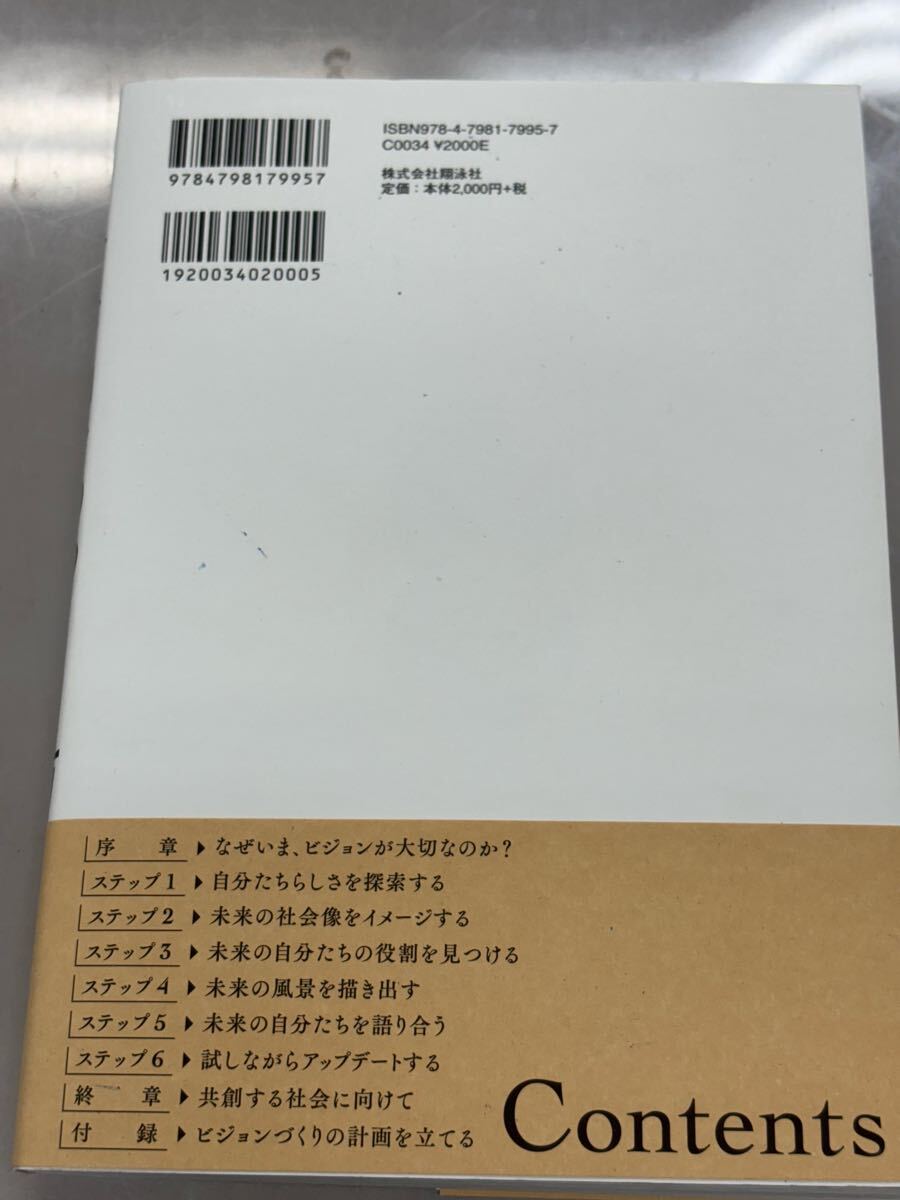 ISBN978-4-7981-7995-7
C0034 ¥2000E
株式会社翔泳社
定価：本体2,000円+税
9784798179957
1920034020005
序 章 ▶ なぜいま、ビジョンが大切なのか？
ステップ1 ▶ 自分たちらしさを探索する
ステップ2 ▶ 未来の社会像をイメージする
ステップ3 ▶ 未来の自分たちの役割を見つける
ステップ4 ▶ 未来の風景を描き出す
ステップ5 ▶ 未来の自分たちを語り合う
ステップ6 ▶ 試しながらアップデートする
終 章 ▶ 共創する社会に向けて
付 録 ▶ ビジョンづくりの計画を立てる
Contents